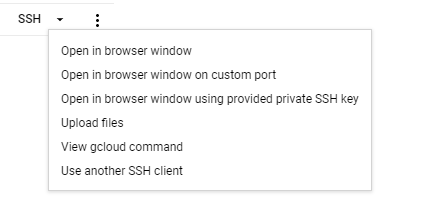 SSH
Open in browser window
Open in browser window on custom port
Open in browser window using provided private SSH key
Upload files
View gcloud command
Use another SSH client